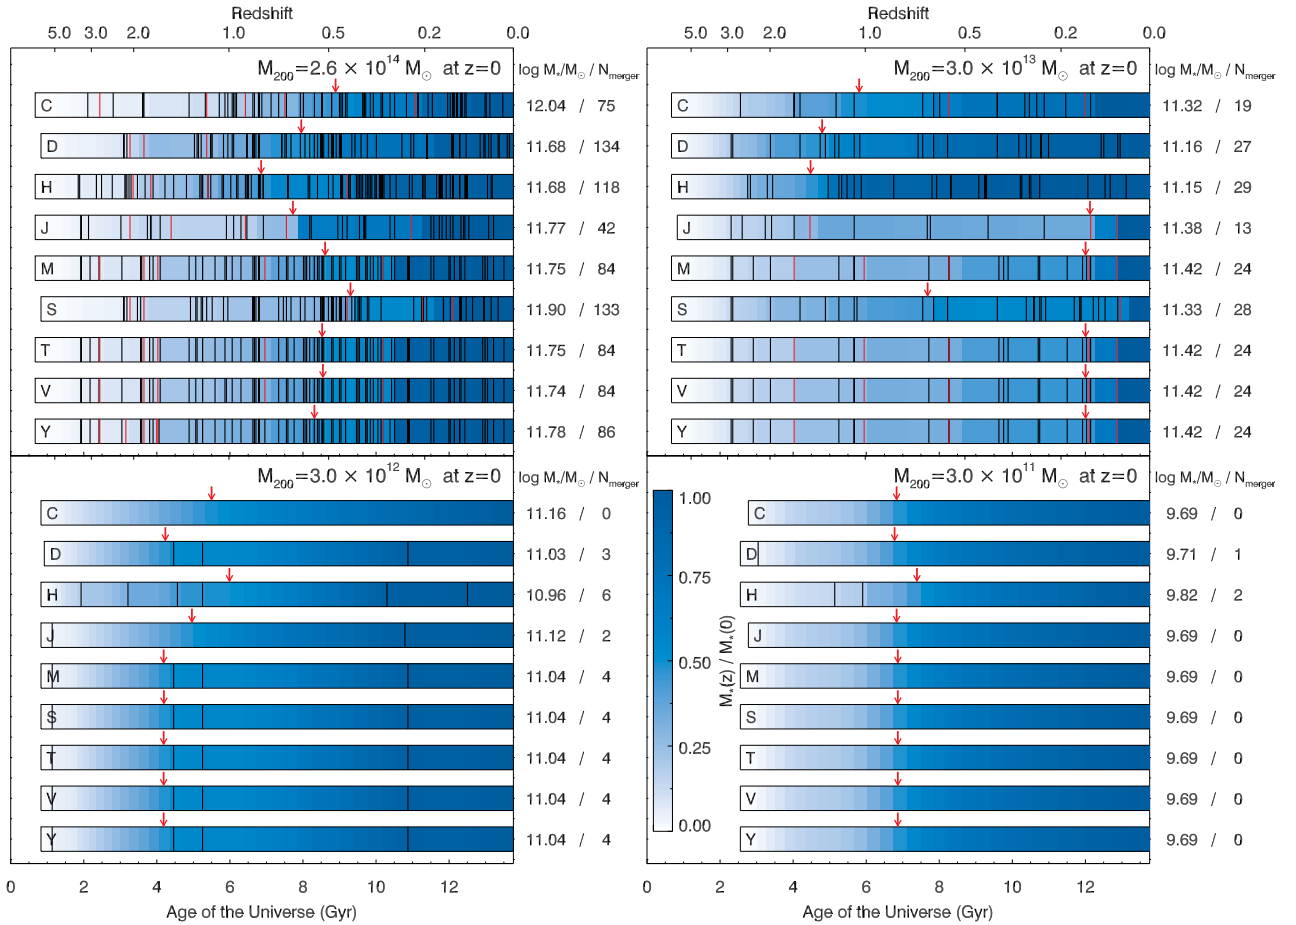 Redshift
5.0 3.0 2.0 1.0 0.5 0.2 0.0
M200=2.6 × 10^14 M⊙ at z=0
log M*/M⊙ / Nmerger
C 12.04 / 75
D 11.68 / 134
H 11.68 / 118
J 11.77 / 42
M 11.75 / 84
S 11.90 / 133
T 11.75 / 84
V 11.74 / 84
Y 11.78 / 86
Redshift
5.0 3.0 2.0 1.0 0.5 0.2 0.0
M200=3.0 × 10^13 M⊙ at z=0
log M*/M⊙ / Nmerger
C 11.32 / 19
D 11.16 / 27
H 11.15 / 29
J 11.38 / 13
M 11.42 / 24
S 11.33 / 28
T 11.42 / 24
V 11.42 / 24
Y 11.42 / 24
M200=3.0 × 10^12 M⊙ at z=0
log M*/M⊙ / Nmerger
C 11.16 / 0
D 11.03 / 3
H 10.96 / 6
J 11.12 / 2
M 11.04 / 4
S 11.04 / 4
T 11.04 / 4
V 11.04 / 4
Y 11.04 / 4
0 2 4 6 8 10 12
Age of the Universe (Gyr)
M200=3.0 × 10^11 M⊙ at z=0
log M*/M⊙ / Nmerger
1.00
0.75
0.50
0.25
0.00
M*(z) / M*(0)
C 9.69 / 0
D 9.71 / 1
H 9.82 / 2
J 9.69 / 0
M 9.69 / 0
S 9.69 / 0
T 9.69 / 0
V 9.69 / 0
Y 9.69 / 0
0 2 4 6 8 10 12
Age of the Universe (Gyr)